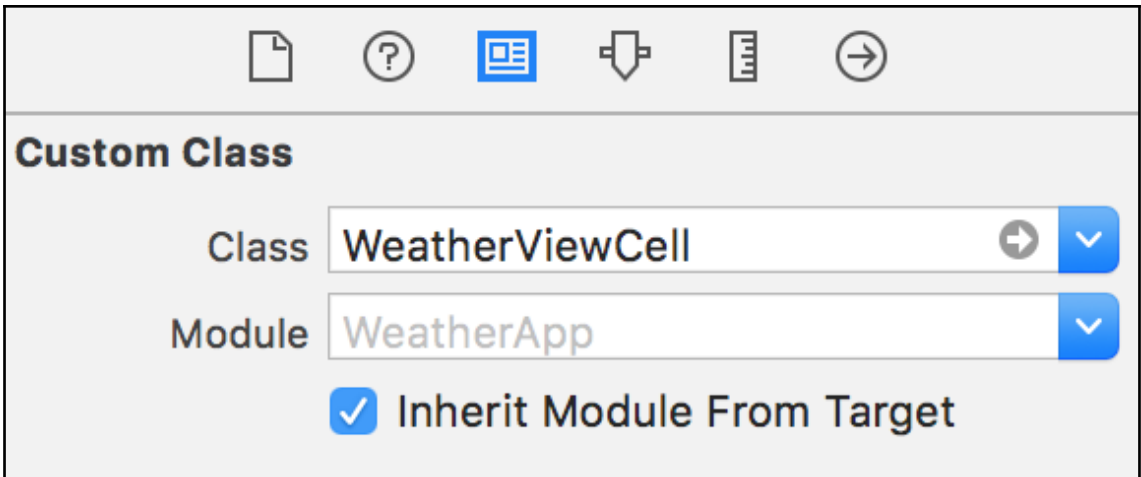 Custom Class
Class WeatherViewCell
Module WeatherApp
Inherit Module From Target